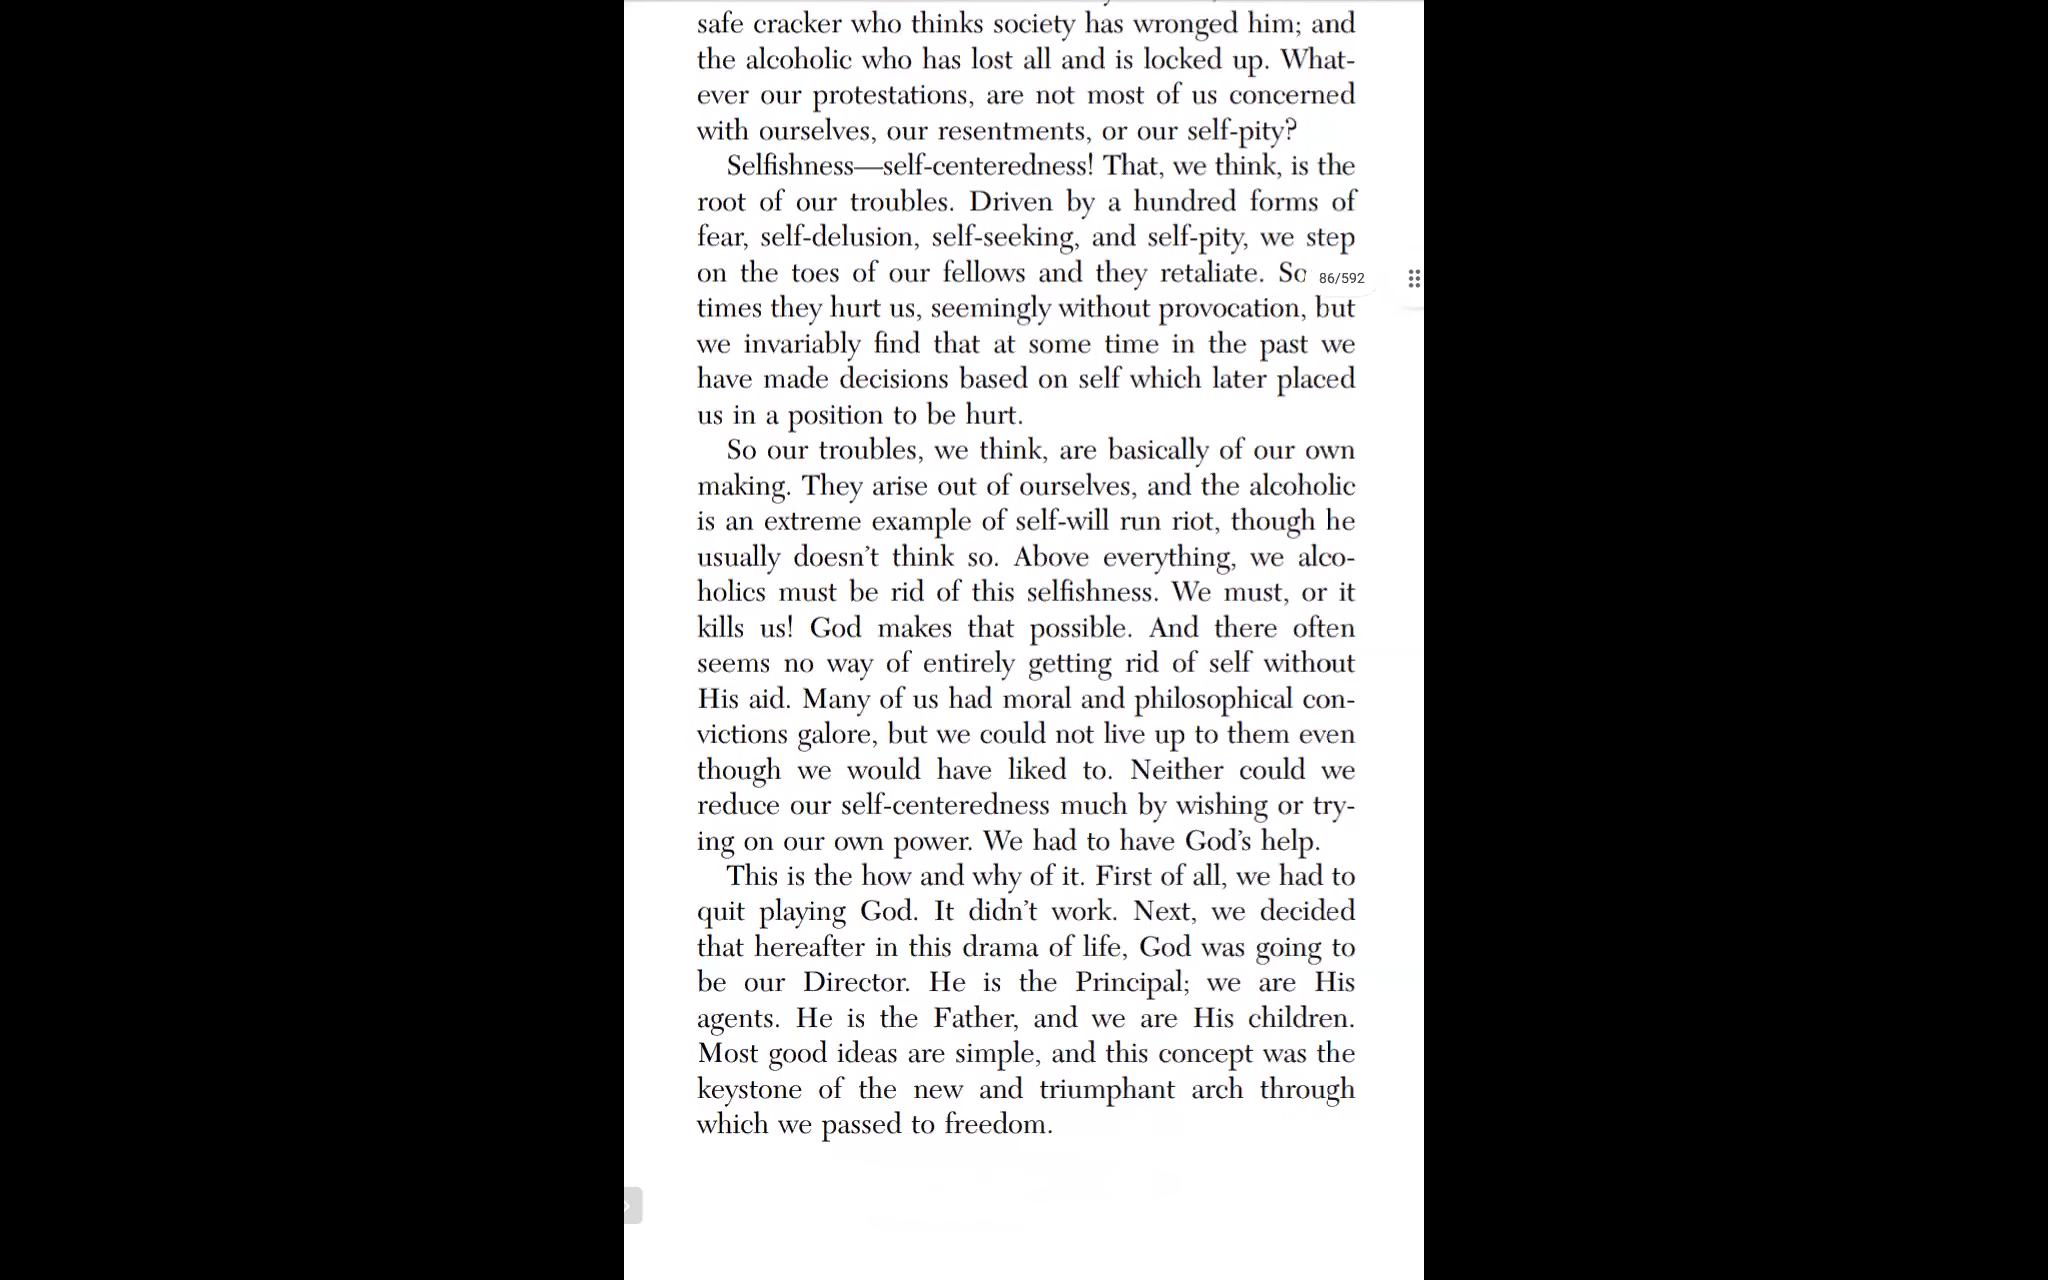 safe cracker who thinks society has wronged him; and
the alcoholic who has lost all and is locked up. What-
ever our protestations, are not most of us concerned
with ourselves, our resentments, or our self-pity?
Selfishness—self-centeredness! That, we think, is the
root of our troubles. Driven by a hundred forms of
fear, self-delusion, self-seeking, and self-pity, we step
on the toes of our fellows and they retaliate. So 86/592
times they hurt us, seemingly without provocation, but
we invariably find that at some time in the past we
have made decisions based on self which later placed
us in a position to be hurt.
So our troubles, we think, are basically of our own
making. They arise out of ourselves, and the alcoholic
is an extreme example of self-will run riot, though he
usually doesn’t think so. Above everything, we alco-
holics must be rid of this selfishness. We must, or it
kills us! God makes that possible. And there often
seems no way of entirely getting rid of self without
His aid. Many of us had moral and philosophical con-
victions galore, but we could not live up to them even
though we would have liked to. Neither could we
reduce our self-centeredness much by wishing or try-
ing on our own power. We had to have God’s help.
This is the how and why of it. First of all, we had to
quit playing God. It didn’t work. Next, we decided
that hereafter in this drama of life, God was going to
be our Director. He is the Principal; we are His
agents. He is the Father, and we are His children.
Most good ideas are simple, and this concept was the
keystone of the new and triumphant arch through
which we passed to freedom.